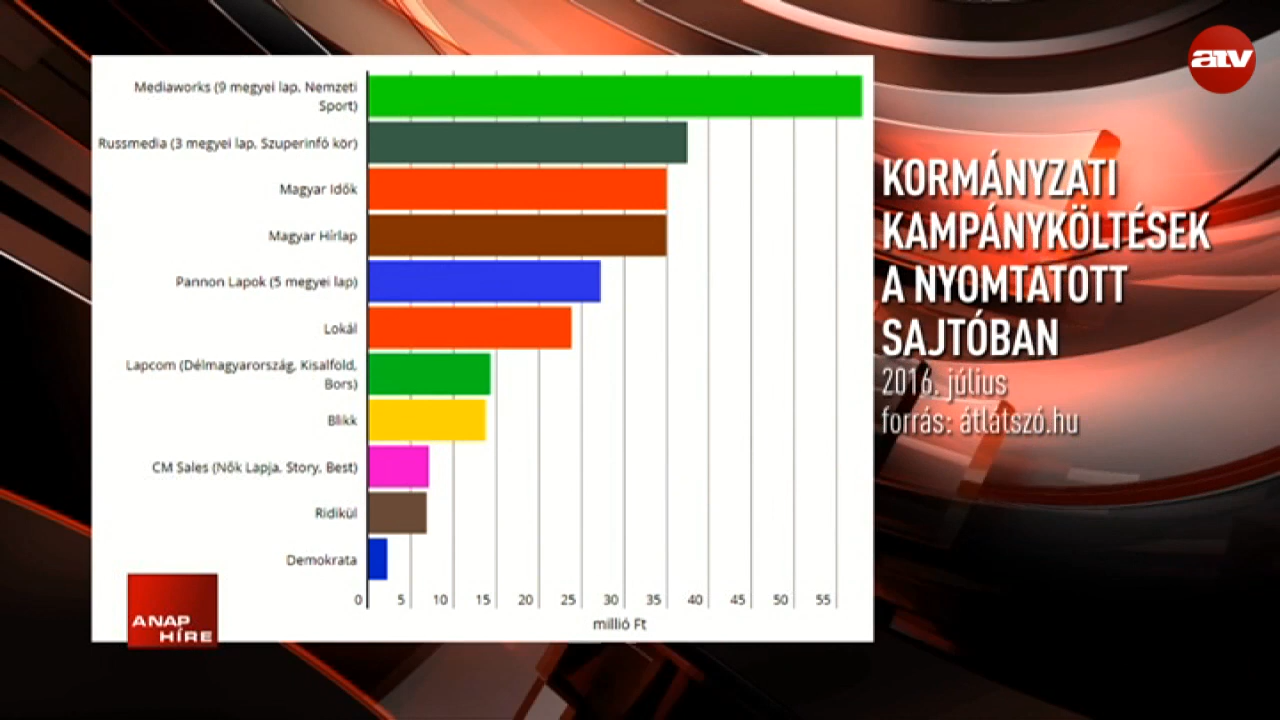 atv
Mediaworks (9 megyei lap, Nemzeti
Sport)
Russmedia (3 megyei lap, Szuperinfó kör)
Magyar Idők
Magyar Hírlap
Pannon Lapok (5 megyei lap)
Lokál
Lapcom (Délmagyarország, Kisalföld,
Bors)
Blikk
CM Sales (Nők Lapja, Story, Best)
Ridikül
Demokrata
0 5 10 15 20 25 30 35 40 45 50 55
millió Ft
KORMÁNYZATI
KAMPÁNYKÖLTÉSEK
A NYOMTATOTT
SAJTÓBAN
2016. július
forrás: átlatszó.hu
A NAP
HÍRE